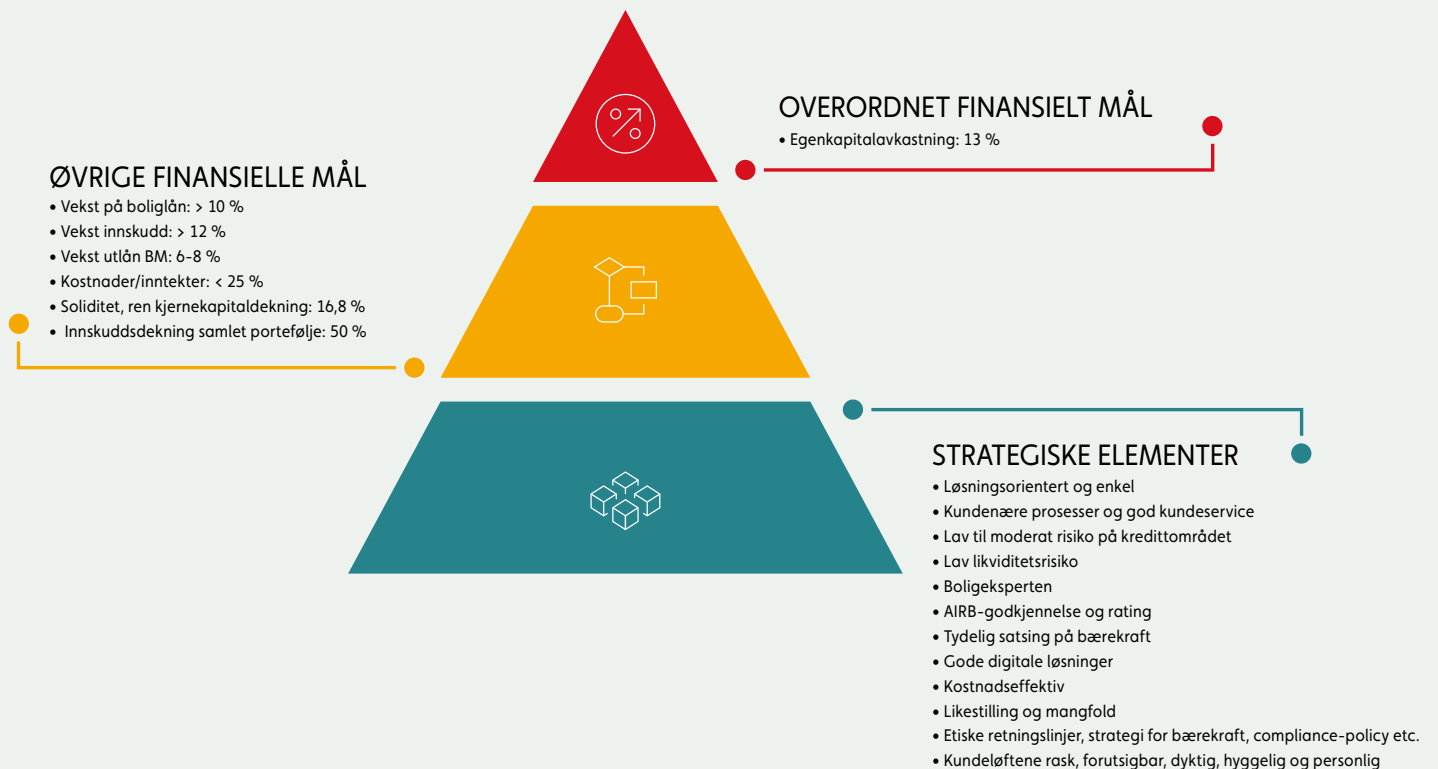 OVERORDNET FINANSIELT MÅL
• Egenkapitalavkastning: 13 %
ØVRIGE FINANSIELLE MÅL
• Vekst på boliglån: > 10 %
• Vekst innskudd: > 12 %
• Vekst utlån BM: 6-8 %
• Kostnader/inntekter: < 25 %
• Soliditet, ren kjernekapitaldekning: 16,8 %
• Innskuddsdekning samlet portefølje: 50 %
STRATEGISKE ELEMENTER
• Løsningsorientert og enkel
• Kundenære prosesser og god kundeservice
• Lav til moderat risiko på kredittområdet
• Lav likviditetsrisiko
• Boligeksperten
• AIRB-godkjennelse og rating
• Tydelig satsing på bærekraft
• Gode digitale løsninger
• Kostnadseffektiv
• Likestilling og mangfold
• Etiske retningslinjer, strategi for bærekraft, compliance-policy etc.
• Kundeløftene rask, forutsigbar, dyktig, hyggelig og personlig